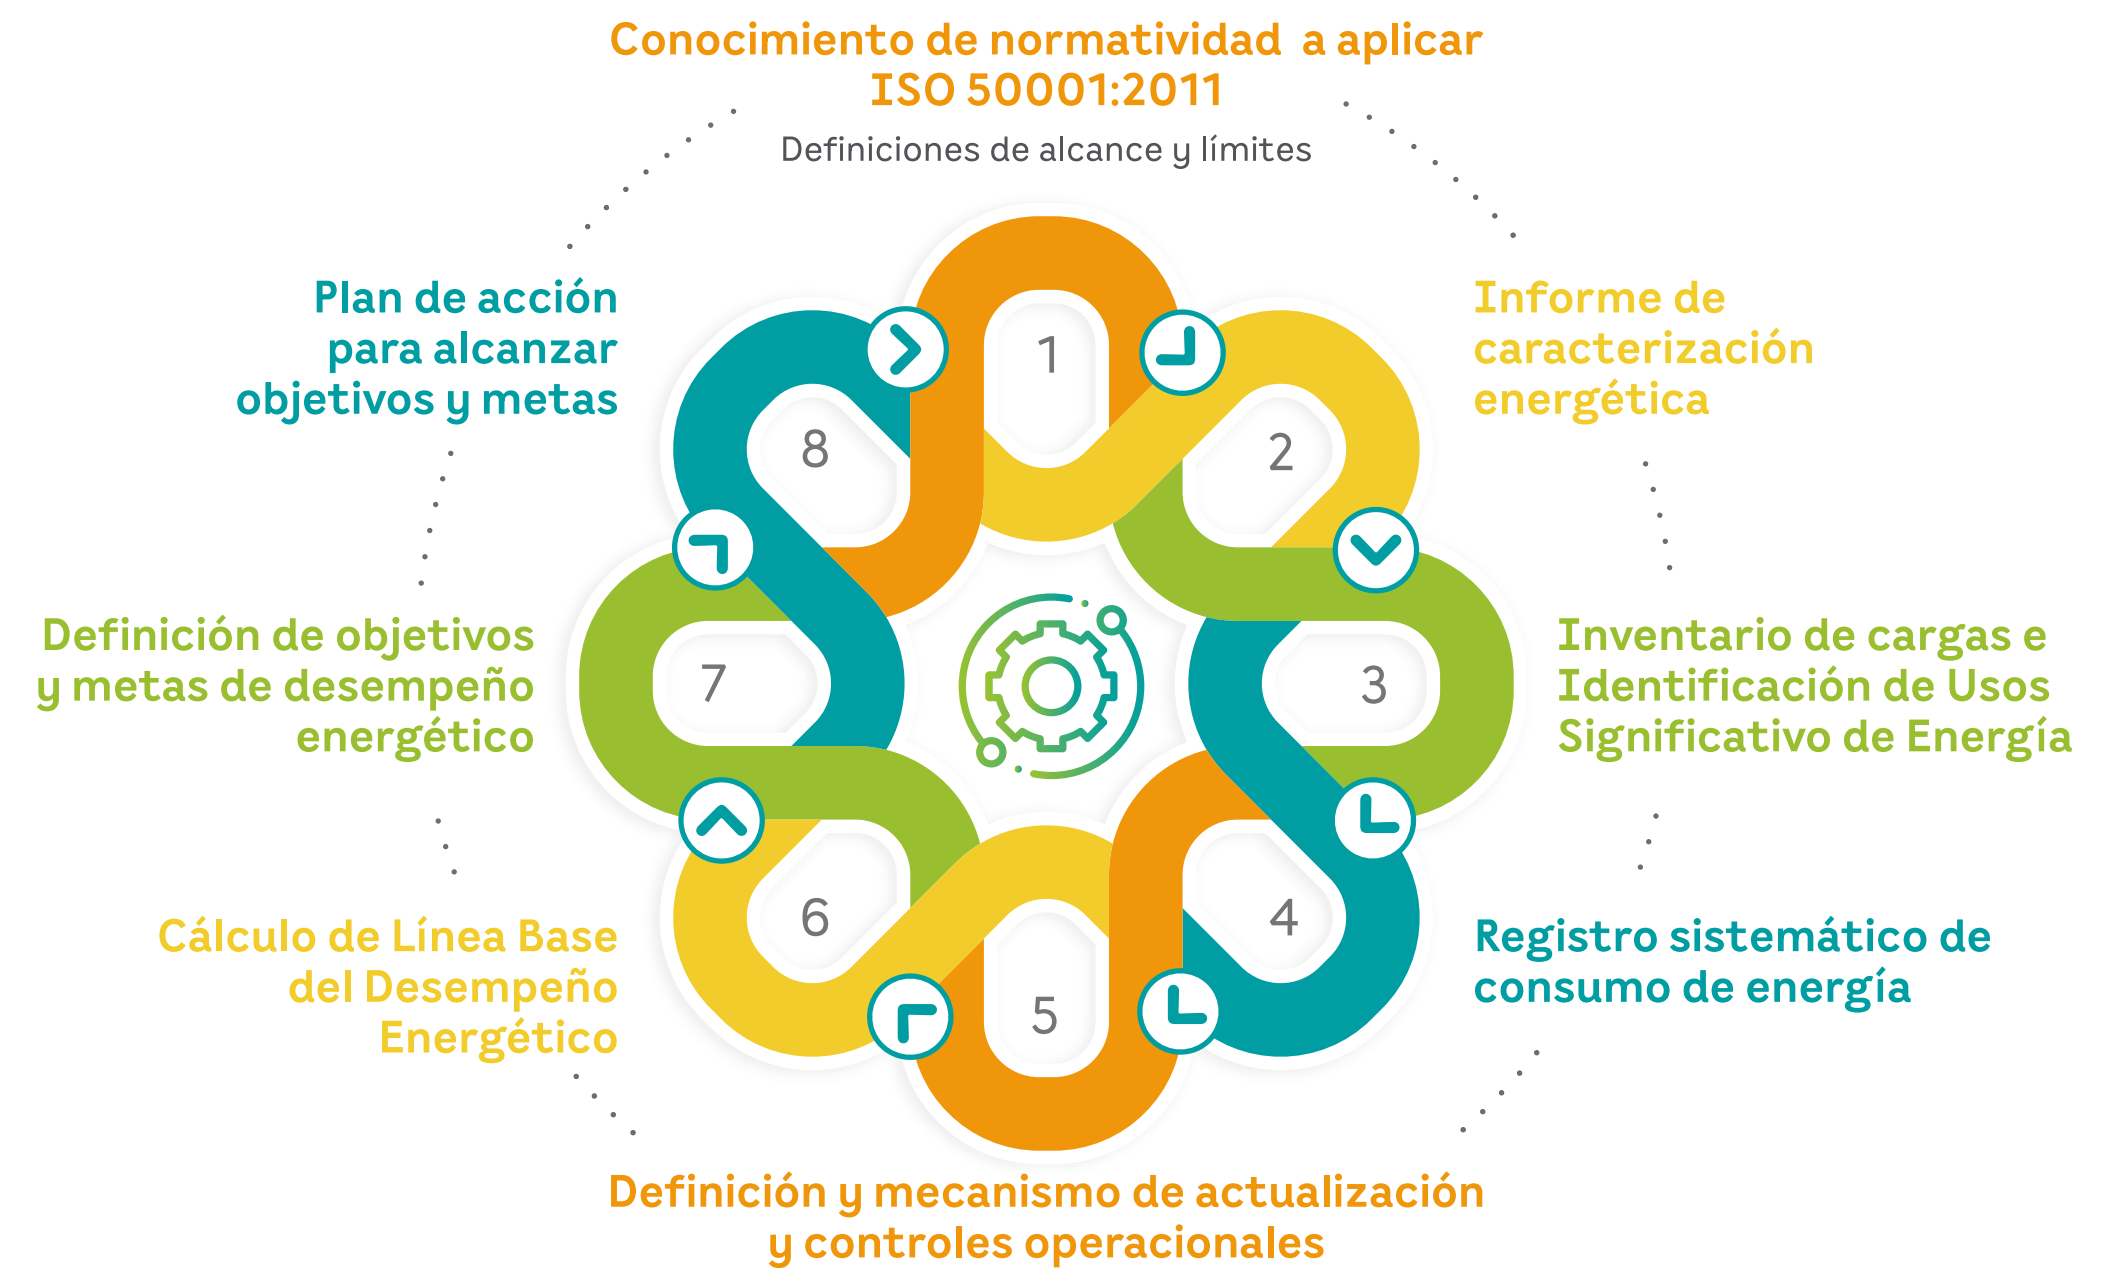 Conocimiento de normatividad a aplicar
ISO 50001:2011
Definiciones de alcance y límites
1
Informe de
caracterización
energética
2
Inventario de cargas e
Identificación de Usos
Significativo de Energía
3
Registro sistemático de
consumo de energía
4
Definición y mecanismo de actualización
y controles operacionales
5
Cálculo de Línea Base
del Desempeño
Energético
6
Definición de objetivos
y metas de desempeño
energético
7
Plan de acción
para alcanzar
objetivos y metas
8